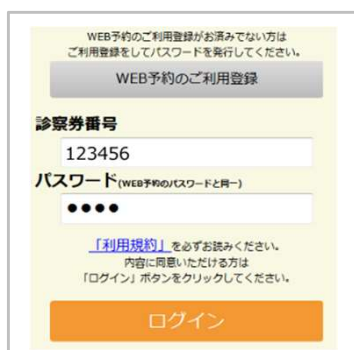 WEB予約のご利用登録がお済みでない方は
ご利用登録をしてパスワードを発行してください。
WEB予約のご利用登録
診察券番号
123456
パスワード(WEB予約のパスワードと同一)
●●●●
「利用規約」を必ずお読みください。
内容に同意いただける方は
「ログイン」ボタンをクリックしてください。
ログイン